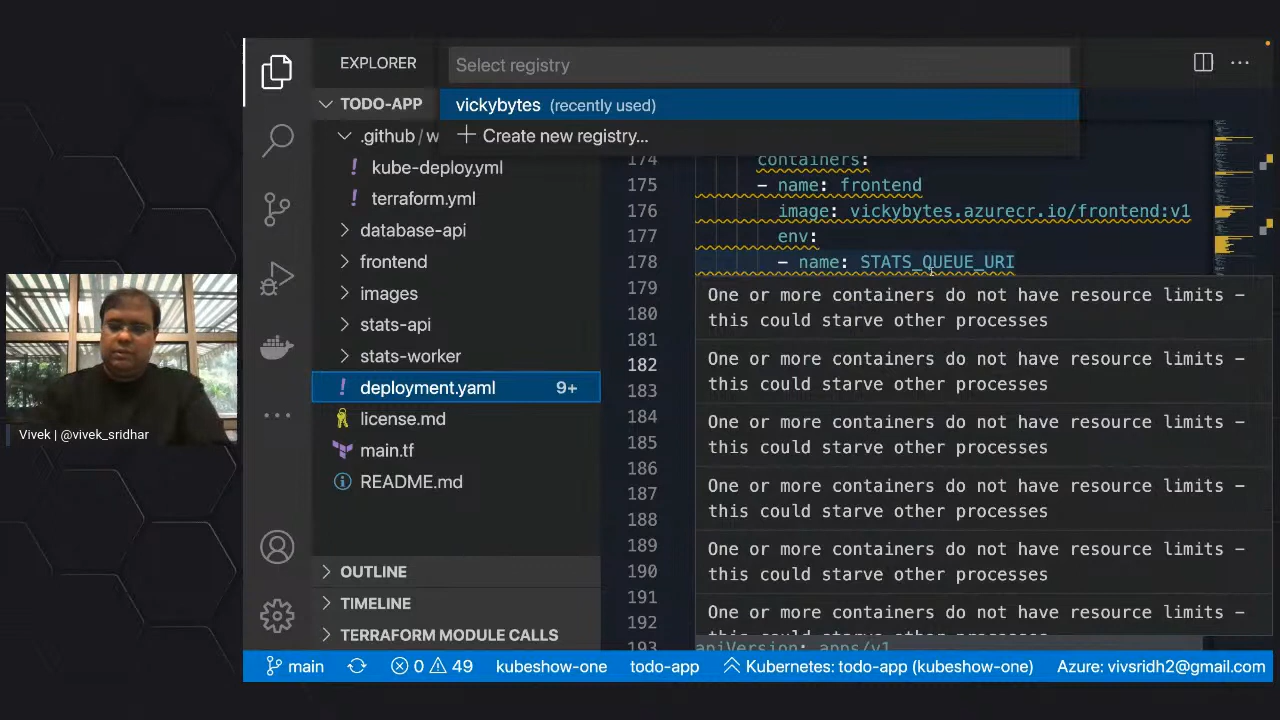 EXPLORER
Select registry
TODO-APP
vickybytes (recently used)
.github / w
Create new registry...
kube-deploy.yml
terraform.yml
database-api
frontend
images
stats-api
stats-worker
deployment.yaml 9+
license.md
main.tf
README.md
OUTLINE
TIMELINE
TERRAFORM MODULE CALLS
174 containers:
175 - name: frontend
176 image: vickybytes.azurecr.io/frontend:v1
177 env:
178 - name: STATS_QUEUE_URI
179
180
181
182
183
184
185
186
187
188
189
190
191
192
193 apiVersion: apps/v1
One or more containers do not have resource limits -
this could starve other processes
One or more containers do not have resource limits -
this could starve other processes
One or more containers do not have resource limits -
this could starve other processes
One or more containers do not have resource limits -
this could starve other processes
One or more containers do not have resource limits -
this could starve other processes
One or more containers do not have resource limits -
this could starve other processes
Vivek | @vivek_sridhar
main 0 49 kubeshow-one todo-app Kubernetes: todo-app (kubeshow-one) Azure: vivsridh2@gmail.com